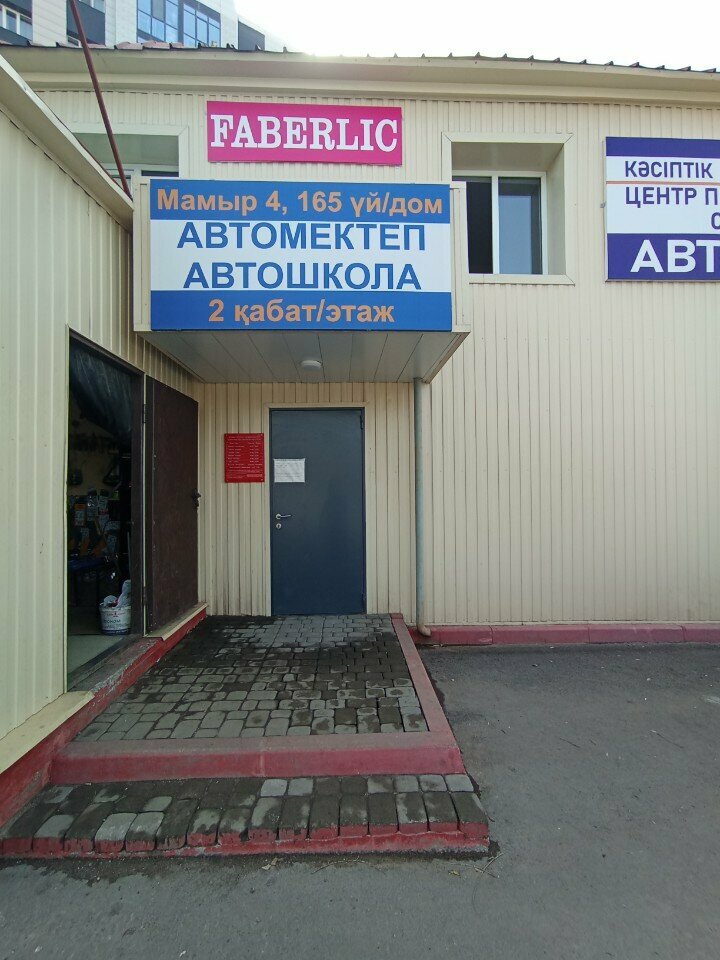 FABERLIC
Мамыр 4, 165 үй/дом
АВТОМЕКТЕП
АВТОШКОЛА
2 қабат/этаж
КӘСІПТІК
ЦЕНТР П
С
АВТ